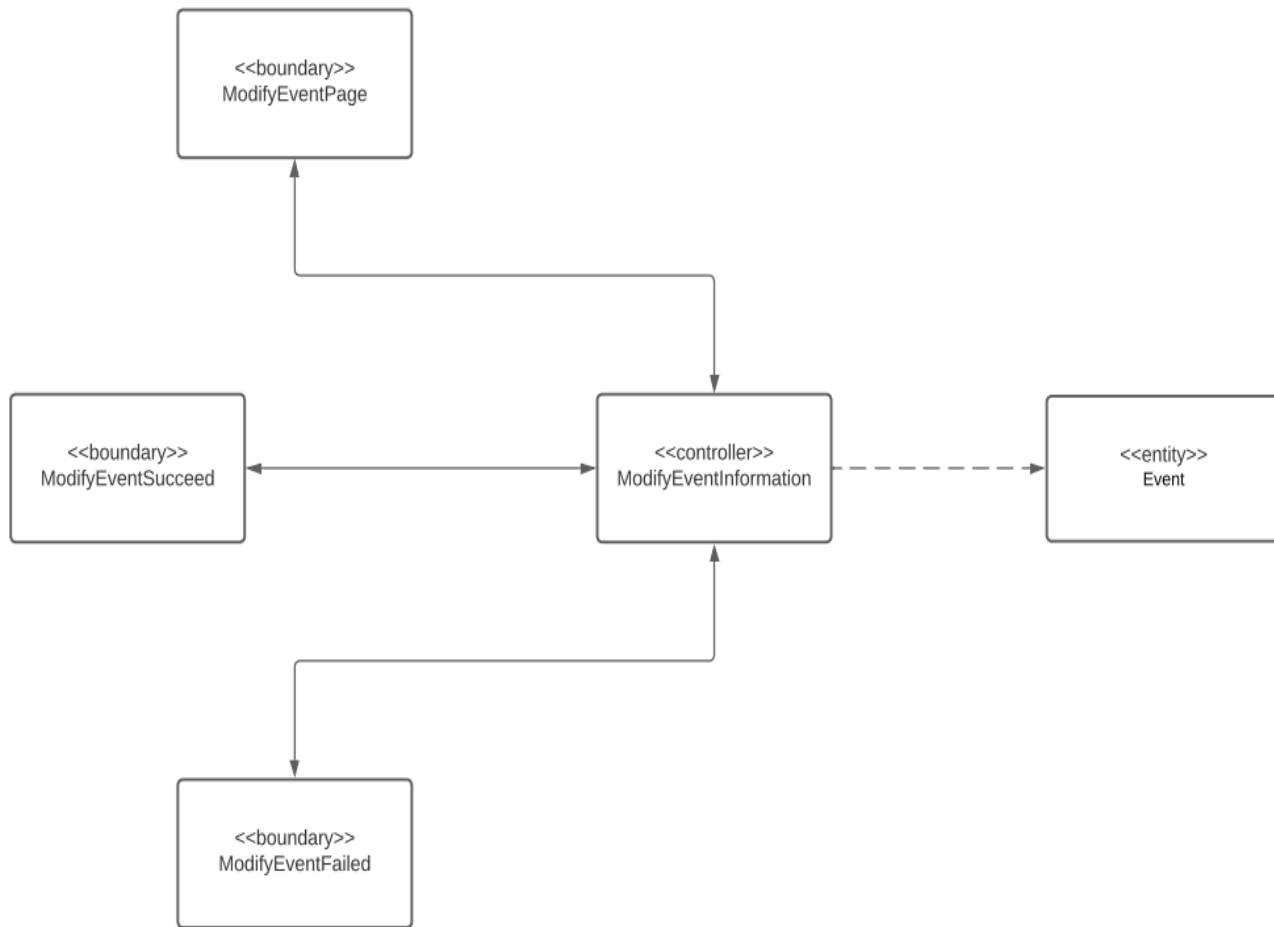 <<boundary>>
ModifyEventPage
<<boundary>>
ModifyEventSucceed
<<controller>>
ModifyEventInformation
<<entity>>
Event
<<boundary>>
ModifyEventFailed